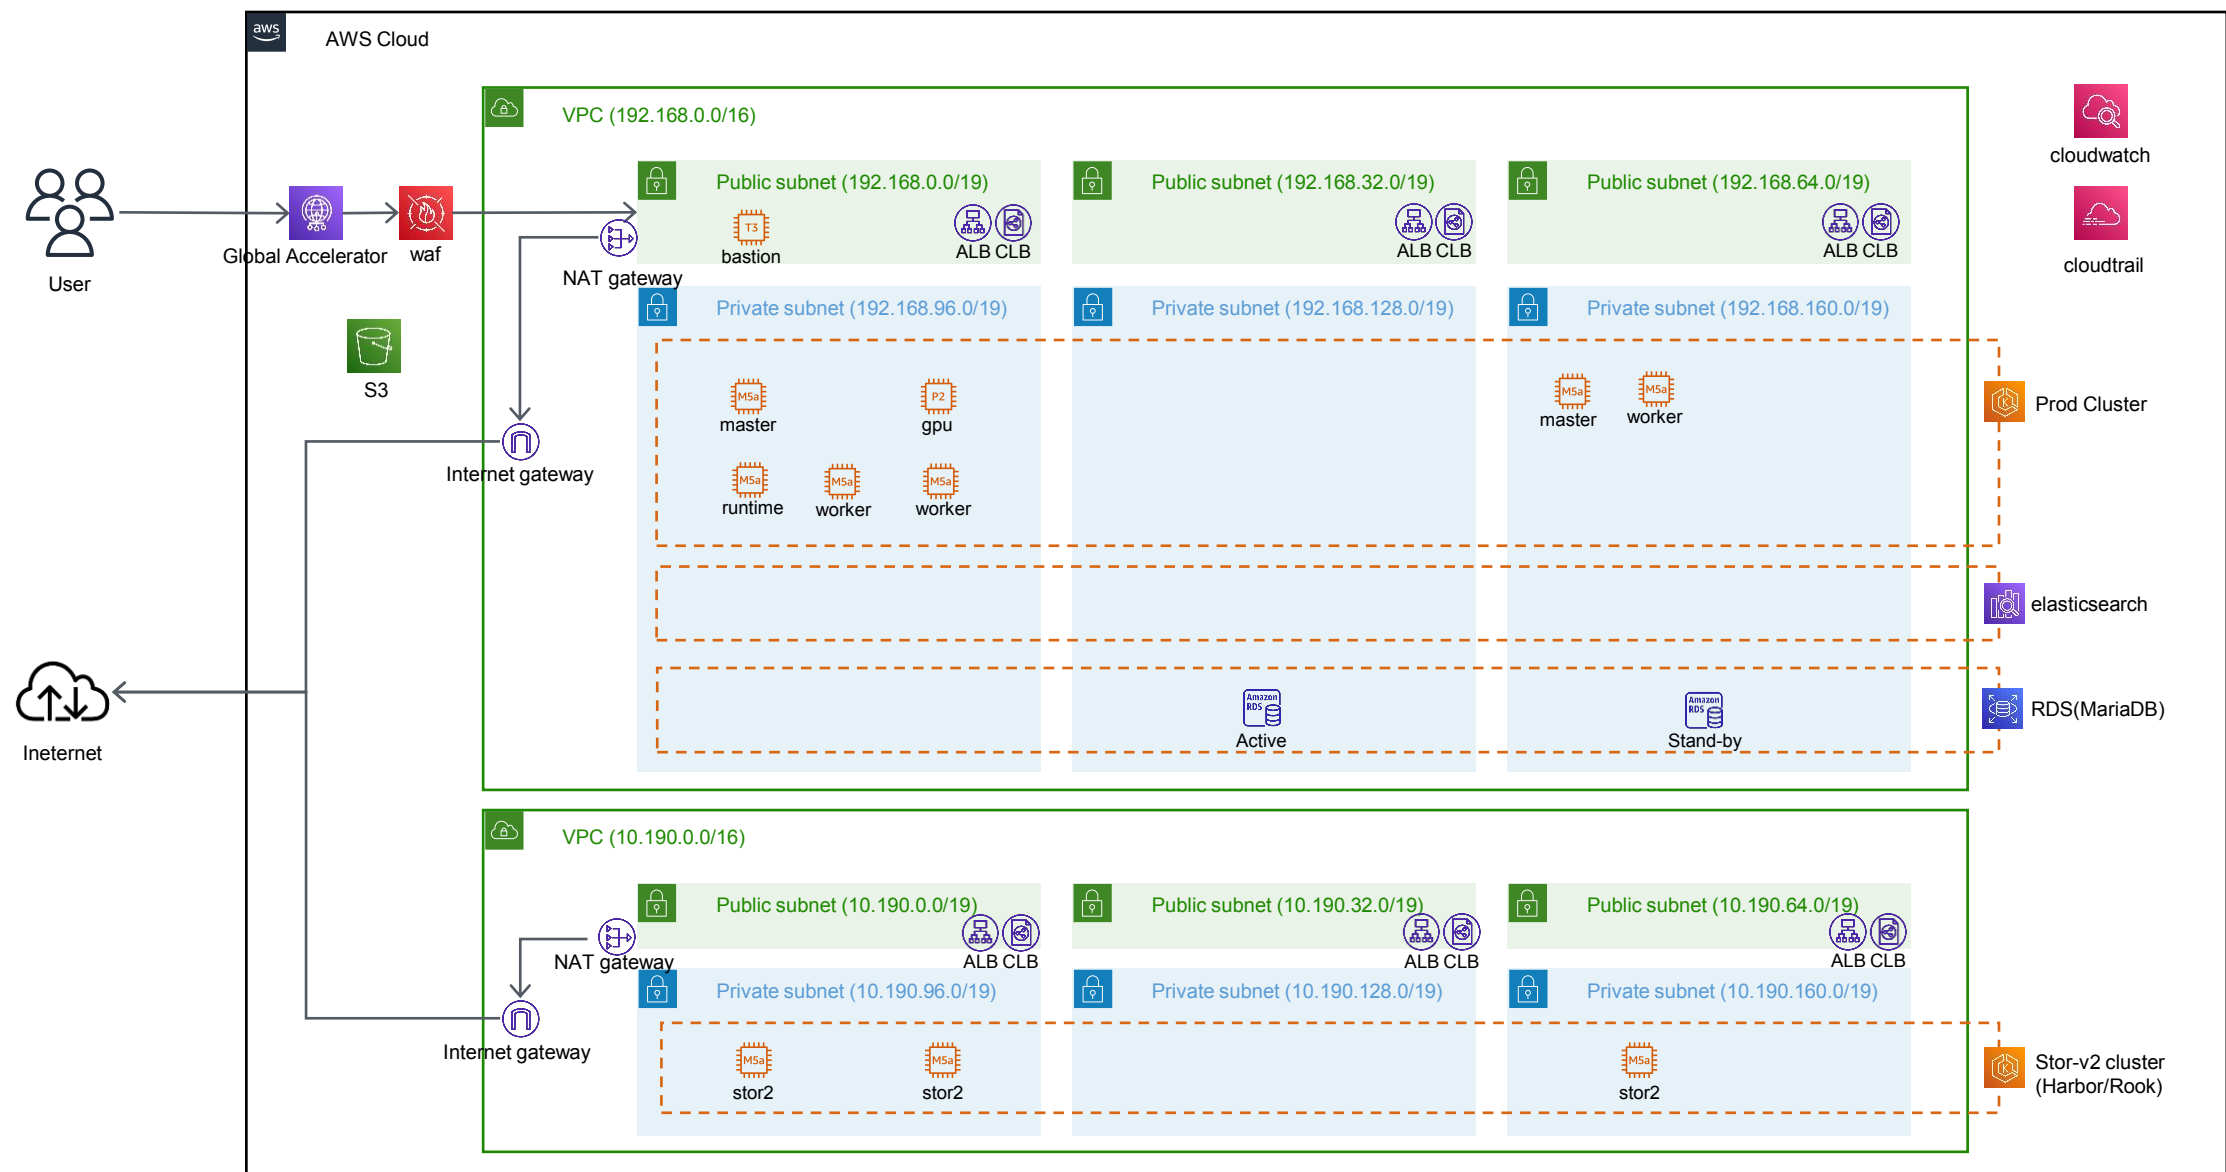 aws
AWS Cloud
VPC (192.168.0.0/16)
cloudwatch
cloudtrail
User
Global Accelerator
waf
S3
NAT gateway
Internet gateway
Public subnet (192.168.0.0/19)
T3
bastion
ALB CLB
Public subnet (192.168.32.0/19)
ALB CLB
Public subnet (192.168.64.0/19)
ALB CLB
Private subnet (192.168.96.0/19)
Private subnet (192.168.128.0/19)
Private subnet (192.168.160.0/19)
M5a
master
P2
gpu
M5a
master
M5a
worker
M5a
runtime
M5a
worker
M5a
worker
Prod Cluster
elasticsearch
Amazon
RDS
Active
Amazon
RDS
Stand-by
RDS(MariaDB)
Ineternet
VPC (10.190.0.0/16)
NAT gateway
Internet gateway
Public subnet (10.190.0.0/19)
ALB CLB
Public subnet (10.190.32.0/19)
ALB CLB
Public subnet (10.190.64.0/19)
ALB CLB
Private subnet (10.190.96.0/19)
Private subnet (10.190.128.0/19)
Private subnet (10.190.160.0/19)
M5a
stor2
M5a
stor2
M5a
stor2
Stor-v2 cluster
(Harbor/Rook)